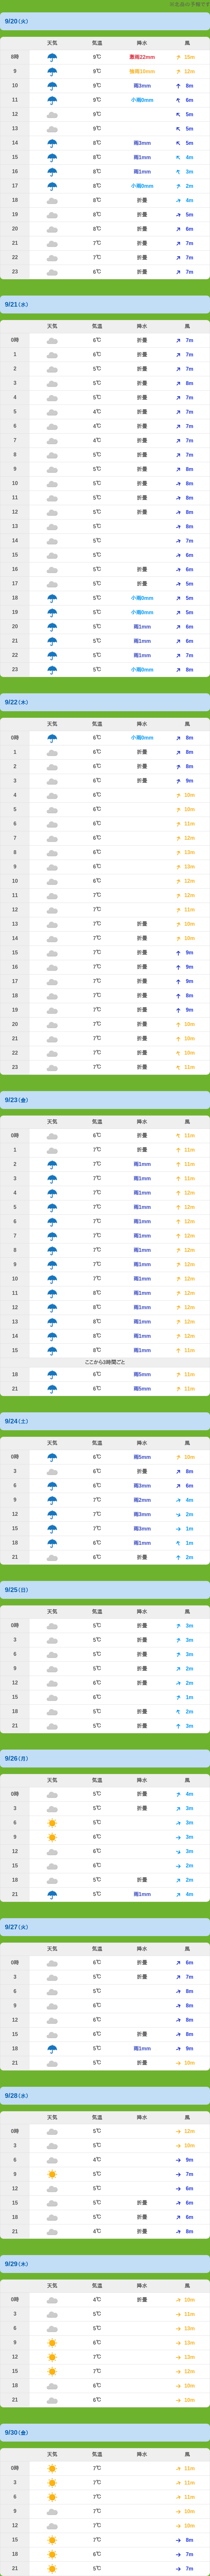 9/20(火)
天気 気温 降水 風
8時 9℃ 豪雨22mm 15m
9 9℃ 強雨10mm 12m
10 9℃ 雨3mm 8m
11 9℃ 小雨0mm 6m
12 9℃ 5m
13 9℃ 5m
14 8℃ 雨3mm 5m
15 8℃ 雨1mm 4m
16 8℃ 雨1mm 3m
17 8℃ 小雨0mm 2m
18 8℃ 折畳 4m
19 8℃ 折畳 5m
20 8℃ 折畳 6m
21 7℃ 折畳 7m
22 7℃ 折畳 7m
23 6℃ 折畳 7m
9/21(水)
天気 気温 降水 風
0時 6℃ 折畳 7m
1 6℃ 折畳 7m
2 5℃ 折畳 7m
3 5℃ 折畳 8m
4 5℃ 折畳 7m
5 4℃ 折畳 7m
6 4℃ 折畳 7m
7 4℃ 折畳 7m
8 5℃ 折畳 7m
9 5℃ 折畳 8m
10 5℃ 折畳 8m
11 5℃ 折畳 8m
12 5℃ 折畳 8m
13 5℃ 8m
14 5℃ 7m
15 5℃ 6m
16 5℃ 折畳 6m
17 5℃ 折畳 5m
18 5℃ 小雨0mm 5m
19 5℃ 小雨0mm 5m
20 5℃ 雨1mm 6m
21 5℃ 雨1mm 6m
22 5℃ 雨1mm 7m
23 5℃ 小雨0mm 8m
9/22(木)
天気 気温 降水 風
0時 6℃ 小雨0mm 8m
1 6℃ 折畳 8m
2 6℃ 折畳 8m
3 6℃ 折畳 9m
4 6℃ 10m
5 6℃ 10m
6 6℃ 11m
7 6℃ 12m
8 6℃ 13m
9 6℃ 13m
10 6℃ 12m
11 7℃ 12m
12 7℃ 11m
13 7℃ 折畳 10m
14 7℃ 折畳 10m
15 7℃ 折畳 9m
16 7℃ 折畳 9m
17 7℃ 折畳 9m
18 7℃ 折畳 8m
19 7℃ 折畳 9m
20 7℃ 折畳 10m
21 7℃ 折畳 10m
22 7℃ 折畳 10m
23 7℃ 折畳 11m
9/23(金)
天気 気温 降水 風
0時 6℃ 折畳 11m
1 7℃ 折畳 11m
2 7℃ 雨1mm 11m
3 7℃ 雨1mm 11m
4 7℃ 雨1mm 12m
5 7℃ 雨1mm 12m
6 7℃ 雨1mm 12m
7 7℃ 雨1mm 12m
8 7℃ 雨1mm 12m
9 7℃ 雨1mm 12m
10 7℃ 雨1mm 12m
11 8℃ 雨1mm 12m
12 8℃ 雨1mm 12m
13 8℃ 雨1mm 12m
14 8℃ 雨1mm 12m
15 8℃ 雨1mm 11m
ここから3時間ごと
18 8℃ 雨5mm 11m
21 6℃ 雨5mm 11m
9/24(土)
天気 気温 降水 風
0時 6℃ 雨5mm 10m
3 6℃ 折畳 8m
6 6℃ 雨3mm 6m
9 7℃ 雨2mm 4m
12 7℃ 雨3mm 2m
15 7℃ 雨3mm 1m
18 6℃ 雨1mm 1m
21 6℃ 折畳 2m
9/25(日)
天気 気温 降水 風
0時 5℃ 折畳 3m
3 5℃ 折畳 3m
6 5℃ 折畳 3m
9 5℃ 折畳 2m
12 6℃ 折畳 2m
15 6℃ 1m
18 5℃ 折畳 2m
21 5℃ 折畳 3m
9/26(月)
天気 気温 降水 風
0時 5℃ 折畳 4m
3 5℃ 折畳 3m
6 5℃ 3m
9 6℃ 3m
12 6℃ 3m
15 6℃ 2m
18 5℃ 折畳 2m
21 5℃ 雨1mm 4m
9/27(火)
天気 気温 降水 風
0時 6℃ 折畳 6m
3 5℃ 折畳 7m
6 5℃ 8m
9 6℃ 8m
12 5℃ 8m
15 6℃ 折畳 8m
18 5℃ 雨1mm 9m
21 5℃ 折畳 10m
9/28(水)
天気 気温 降水 風
0時 5℃ 12m
3 5℃ 10m
6 4℃ 9m
9 5℃ 7m
12 5℃ 6m
15 5℃ 折畳 6m
18 5℃ 折畳 6m
21 4℃ 折畳 8m
9/29(木)
天気 気温 降水 風
0時 4℃ 折畳 10m
3 5℃ 11m
6 5℃ 13m
9 6℃ 13m
12 7℃ 13m
15 7℃ 12m
18 6℃ 10m
21 6℃ 10m
9/30(金)
天気 気温 降水 風
0時 7℃ 11m
3 7℃ 11m
6 7℃ 11m
9 7℃ 10m
12 7℃ 10m
15 7℃ 8m
18 6℃ 7m
21 5℃ 7m